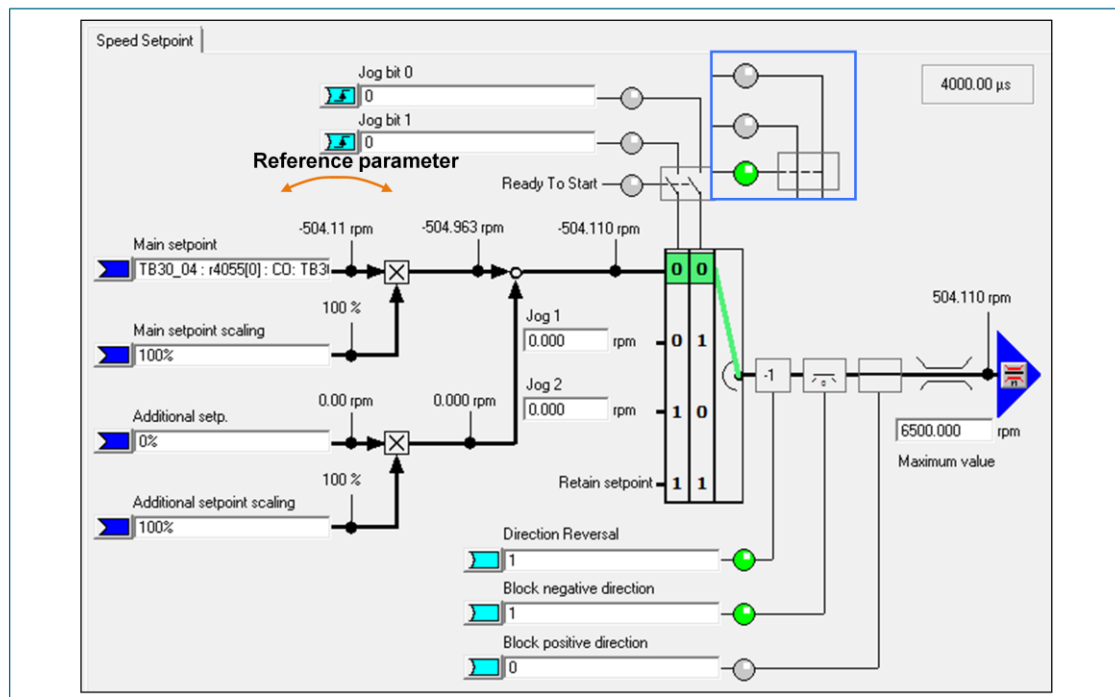 Speed Setpoint
Jog bit 0
0
4000.00 µs
Jog bit 1
0
Reference parameter
Ready To Start
-504.11 rpm
-504.963 rpm
-504.110 rpm
Main setpoint
TB30_04 : r4055[0] : CO: TB3
0 0
504.110 rpm
100 %
Jog 1
0.000 rpm
0 1
Main setpoint scaling
100%
-1
0
Jog 2
0.000 rpm
1 0
0.00 rpm
0.000 rpm
Additional setp.
0%
6500.000 rpm
Maximum value
100 %
Retain setpoint
1 1
Additional setpoint scaling
100%
Direction Reversal
1
Block negative direction
1
Block positive direction
0